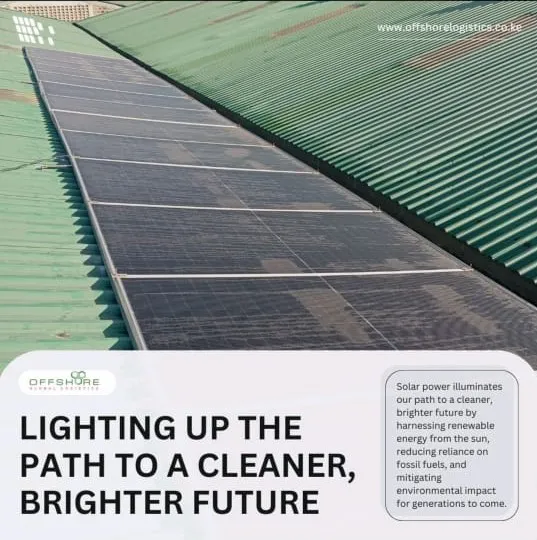 www.offshorelogistics.co.ke
OFFSHORE
GLOBAL LOGISTICS
LIGHTING UP THE
PATH TO A CLEANER,
BRIGHTER FUTURE
Solar power illuminates
our path to a cleaner,
brighter future by
harnessing renewable
energy from the sun,
reducing reliance on
fossil fuels, and
mitigating
environmental impact
for generations to come.